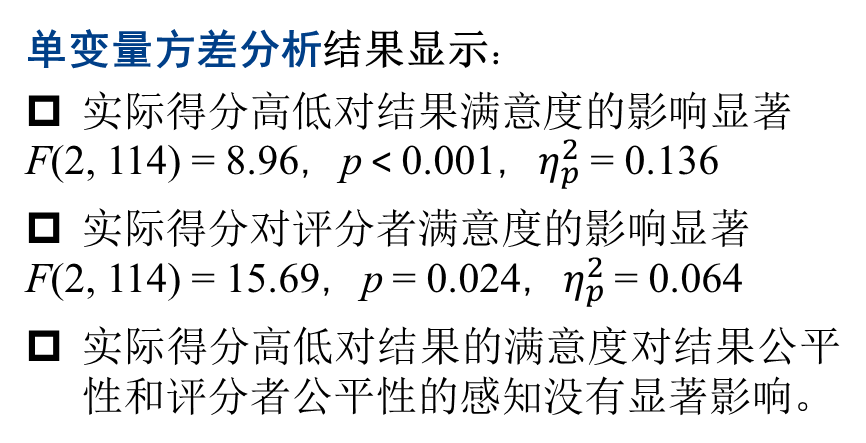 单变量方差分析结果显示：
□ 实际得分高低对结果满意度的影响显著
F(2, 114) = 8.96，p < 0.001，η²ₚ = 0.136
□ 实际得分对评分者满意度的影响显著
F(2, 114) = 15.69，p = 0.024，η²ₚ = 0.064
□ 实际得分高低对结果的满意度对结果公平
性和评分者公平性的感知没有显著影响。